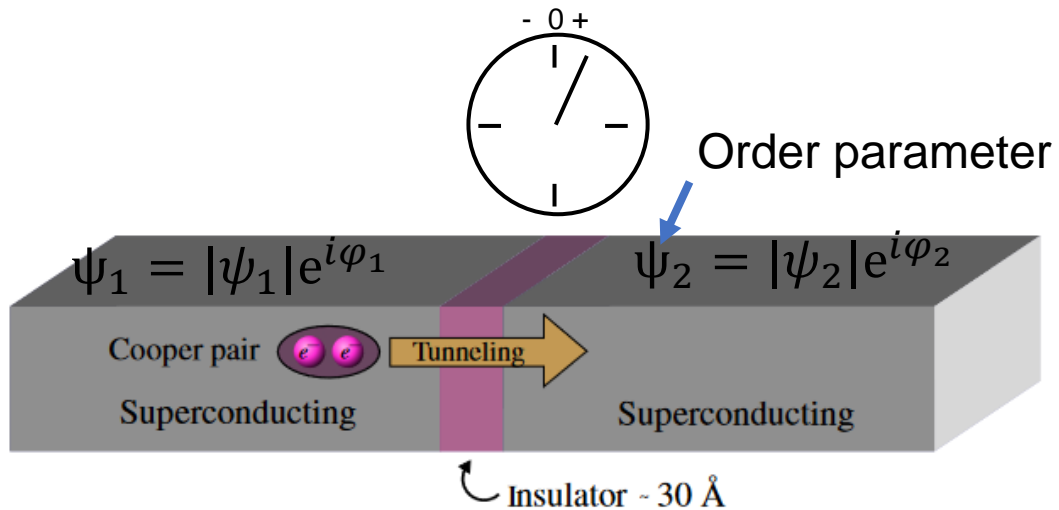 - 0 +
Order parameter
ψ₁ = |ψ₁|e^{iφ₁}
ψ₂ = |ψ₂|e^{iφ₂}
Cooper pair
e⁻ e⁻
Tunneling
Superconducting
Superconducting
Insulator ~ 30 Å